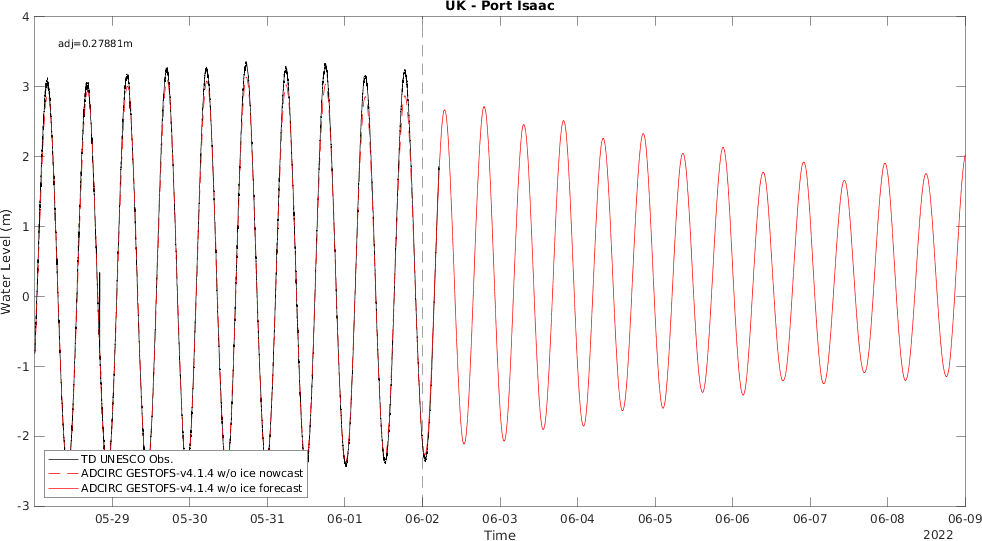 UK - Port Isaac
adj=0.27881m
4
3
2
1
0
-1
-2
-3
Water Level (m)
TD UNESCO Obs.
ADCIRC GESTOFS-v4.1.4 w/o ice nowcast
ADCIRC GESTOFS-v4.1.4 w/o ice forecast
05-29 05-30 05-31 06-01 06-02 06-03 06-04 06-05 06-06 06-07 06-08 06-09
Time
2022